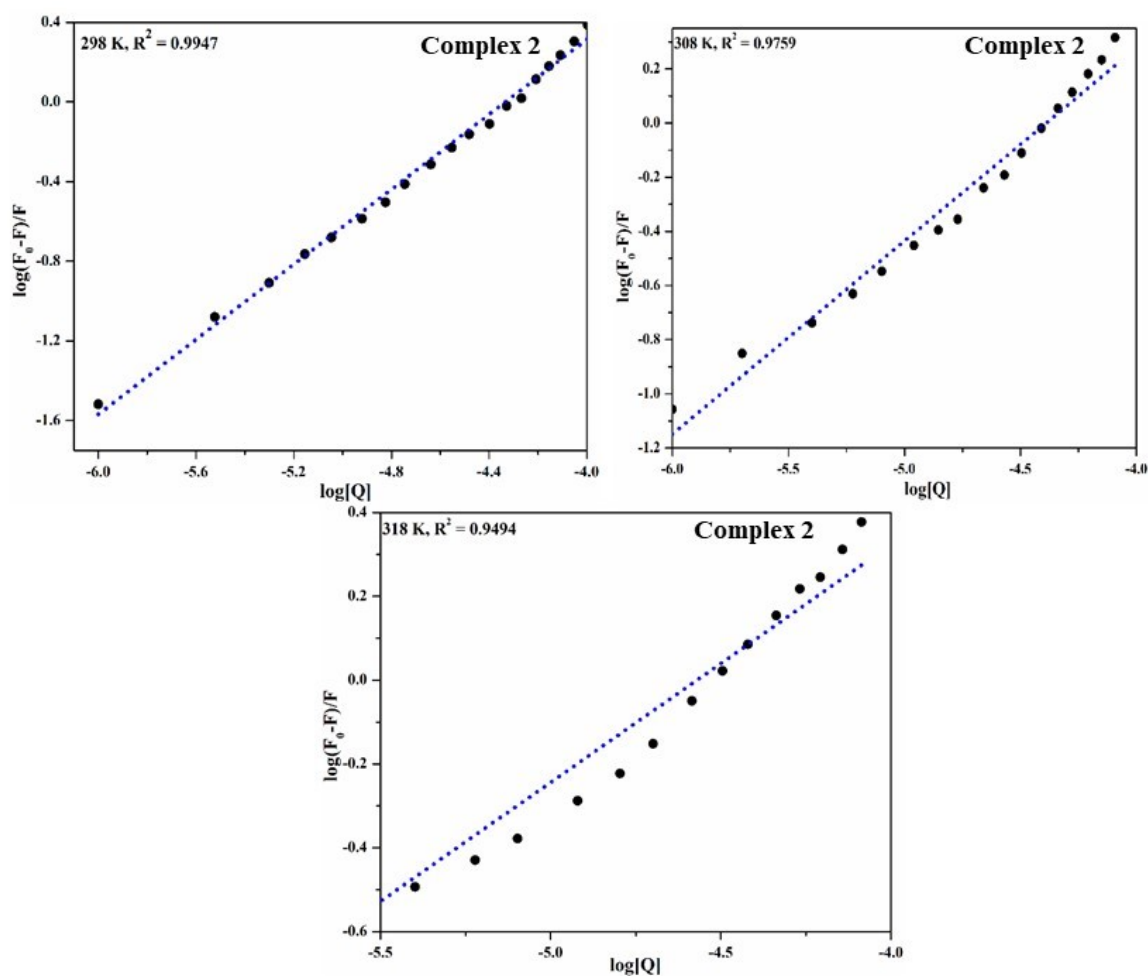 298 K, R² = 0.9947
Complex 2
0.4
0.0
-0.4
-0.8
-1.2
-1.6
log(F₀-F)/F
-6.0 -5.6 -5.2 -4.8 -4.4 -4.0
log[Q]
308 K, R² = 0.9759
Complex 2
0.2
0.0
-0.2
-0.4
-0.6
-0.8
-1.0
-1.2
log(F₀-F)/F
-6.0 -5.5 -5.0 -4.5 -4.0
log[Q]
318 K, R² = 0.9494
Complex 2
0.4
0.2
0.0
-0.2
-0.4
-0.6
log(F₀-F)/F
-5.5 -5.0 -4.5 -4.0
log[Q]